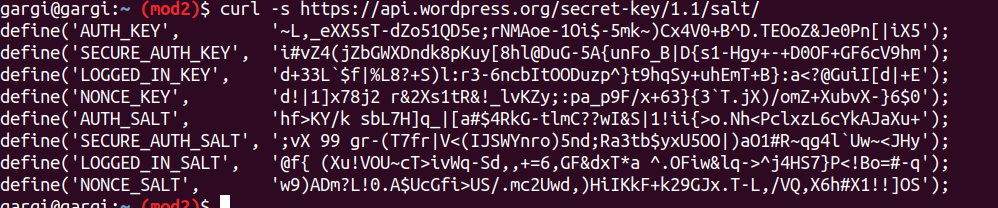 gargi@gargi:~ (mod2)$ curl -s https://api.wordpress.org/secret-key/1.1/salt/
define('AUTH_KEY',         '~L,_eXX5sT-dZo51QD5e;rNMAoe-1Oi$-5mk~)Cx4V0+B^D.TEOoZ&Je0Pn[|iX5');
define('SECURE_AUTH_KEY',  'i#vZ4(jZbGWXDndk8pKuy[8hl@DuG-5A{unFo_B|D{s1-Hgy+-+D0OF+GF6cV9hm');
define('LOGGED_IN_KEY',    'd+33L`$f|%L8?+S)l:r3-6ncbItOODuzp^}t9hqSy+uhEmT+B}:a<?@GuiI[d|+E');
define('NONCE_KEY',        'd!|1]x78j2 r&2Xs1tR&!_lvKZy;:pa_p9F/x+63}{3`T.jX)/omZ+XubvX-}6$0');
define('AUTH_SALT',        'hf>KY/k sbL7H]q_|[a#$4RkG-tlmC??wI&S|1!ii{>o.Nh<PclxzL6cYkAJaXu+');
define('SECURE_AUTH_SALT', ';vX 99 gr-(T7fr|V<(IJSWYnro)5nd;Ra3tb$yxU5OO|)aO1#R~qg4l`Uw~<JHy');
define('LOGGED_IN_SALT',   '@f{ (Xu!VOU~cT>ivWq-Sd,,+=6,GF&dxT*a ^.OFiw&lq->^j4HS7}P<!Bo=#-q');
define('NONCE_SALT',       'w9)ADm?L!0.A$UcGfi>US/.mc2Uwd,)HiIKkF+k29GJx.T-L,/VQ,X6h#X1!!]OS');
gargi@gargi:~ (mod2)$